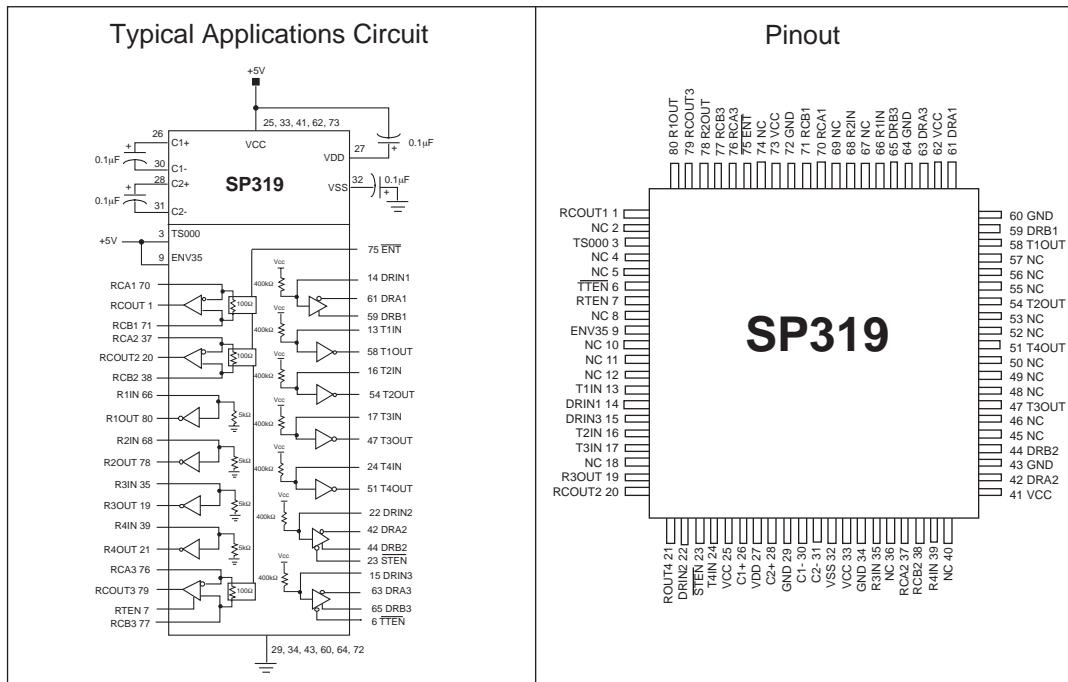 Typical Applications Circuit
+5V
25, 33, 41, 62, 73
26
C1+
VCC
27
VDD
0.1µF
0.1µF
30
C1-
28
C2+
SP319
32
VSS
0.1µF
0.1µF
31
C2-
3
TS000
+5V
9
ENV35
75 ENT
RCA1 70
RCOUT 1
100Ω
RCB1 71
RCA2 37
RCOUT2 20
100Ω
RCB2 38
R1IN 66
R1OUT 80
5kΩ
R2IN 68
R2OUT 78
5kΩ
R3IN 35
R3OUT 19
5kΩ
R4IN 39
R4OUT 21
5kΩ
RCA3 76
RCOUT3 79
100Ω
RTEN 7
RCB3 77
Vcc
400kΩ
14 DRIN1
61 DRA1
59 DRB1
Vcc
400kΩ
13 T1IN
58 T1OUT
Vcc
400kΩ
16 T2IN
54 T2OUT
Vcc
400kΩ
17 T3IN
47 T3OUT
Vcc
400kΩ
24 T4IN
51 T4OUT
Vcc
400kΩ
22 DRIN2
42 DRA2
44 DRB2
23 STEN
Vcc
400kΩ
15 DRIN3
63 DRA3
65 DRB3
6 TTEN
29, 34, 43, 60, 64, 72
Pinout
80 R1OUT
79 RCOUT3
78 R2OUT
77 RCB3
76 RCA3
75 ENT
74 NC
73 VCC
72 GND
71 RCB1
70 RCA1
69 NC
68 R2IN
67 NC
66 R1IN
65 DRB3
64 GND
63 DRA3
62 VCC
61 DRA1
RCOUT1 1
NC 2
TS000 3
NC 4
NC 5
TTEN 6
RTEN 7
NC 8
ENV35 9
NC 10
NC 11
NC 12
T1IN 13
DRIN1 14
DRIN3 15
T2IN 16
T3IN 17
NC 18
R3OUT 19
RCOUT2 20
SP319
60 GND
59 DRB1
58 T1OUT
57 NC
56 NC
55 NC
54 T2OUT
53 NC
52 NC
51 T4OUT
50 NC
49 NC
48 NC
47 T3OUT
46 NC
45 NC
44 DRB2
43 GND
42 DRA2
41 VCC
ROUT4 21
DRIN2 22
STEN 23
T4IN 24
VCC 25
C1+ 26
VDD 27
C2+ 28
GND 29
C1- 30
C2- 31
VSS 32
VCC 33
GND 34
R3IN 35
NC 36
RCA2 37
RCB2 38
R4IN 39
NC 40